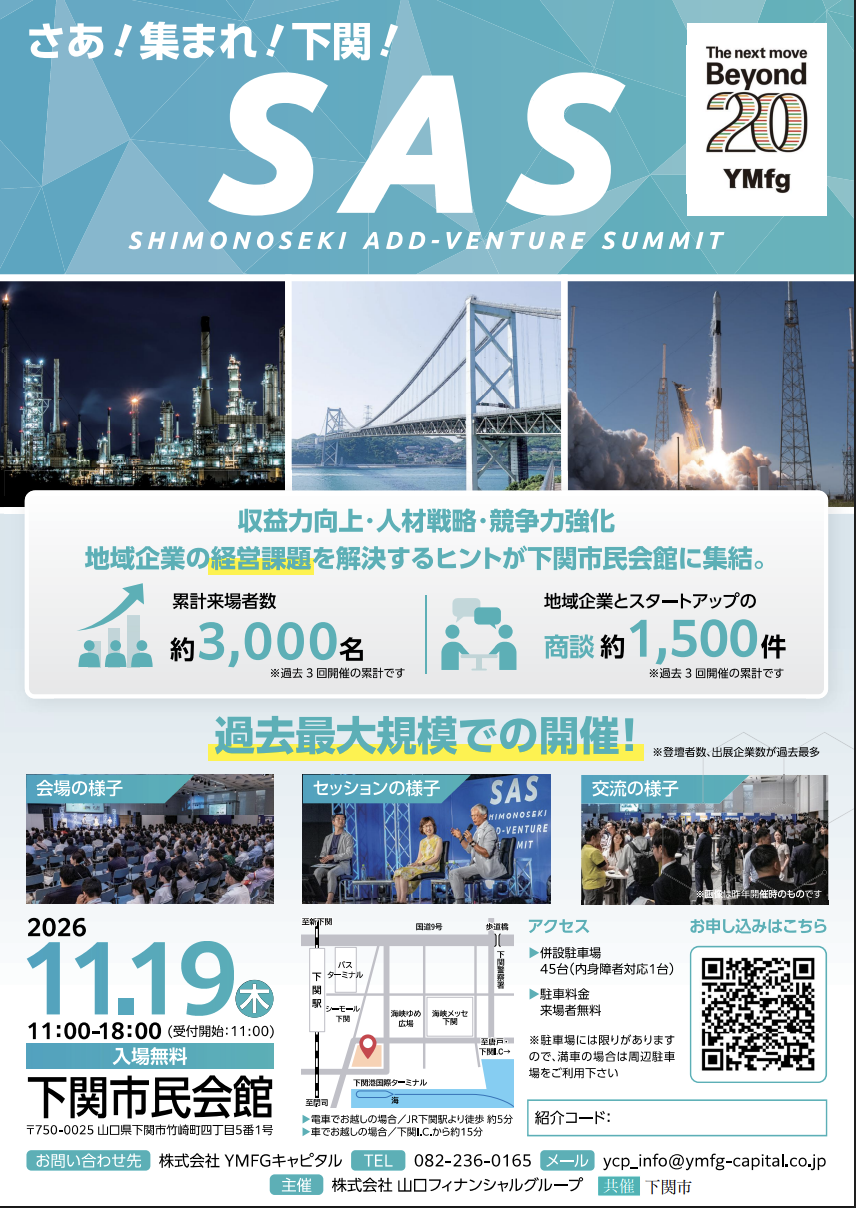 さあ!集まれ!下関!
SAS
SHIMONOSEKI ADD-VENTURE SUMMIT
The next move
Beyond
20
YMfg
収益力向上・人材戦略・競争力強化
地域企業の経営課題を解決するヒントが下関市民会館に集結。
累計来場者数
約3,000名
※過去3回開催の累計です
地域企業とスタートアップの
商談 約1,500件
※過去3回開催の累計です
過去最大規模での開催!
※登壇者数、出展企業数が過去最多
会場の様子
セッションの様子
SAS
HIMONOSEKI
DD-VENTURE
MIT
交流の様子
※画像は昨年開催時のものです
2026
11.19 木
11:00-18:00 (受付開始:11:00)
入場無料
下関市民会館
〒750-0025 山口県下関市竹崎町四丁目5番1号
至新下関
国道9号
歩道橋
バス
ターミナル
下関駅
下関警察署
シーモール
下関
海峡ゆめ
広場
海峡メッセ
下関
至唐戸・
下関I.C→
下関港国際ターミナル
海
至門司
▶電車でお越しの場合/JR下関駅より徒歩 約5分
▶車でお越しの場合/下関I.C.から約15分
アクセス
▶併設駐車場
45台(内身障者対応1台)
▶駐車料金
来場者無料
※駐車場には限りがあります
ので、満車の場合は周辺駐車
場をご利用下さい
お申し込みはこちら
紹介コード:
お問い合わせ先 株式会社 YMFGキャピタル TEL 082-236-0165 メール ycp_info@ymfg-capital.co.jp
主催 株式会社 山口フィナンシャルグループ 共催 下関市